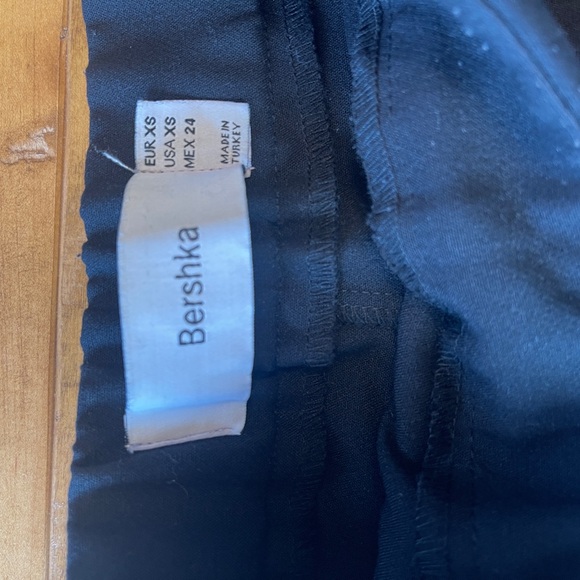 EUR XS
USA XS
MEX 24
MADE IN
TURKEY
Bershka